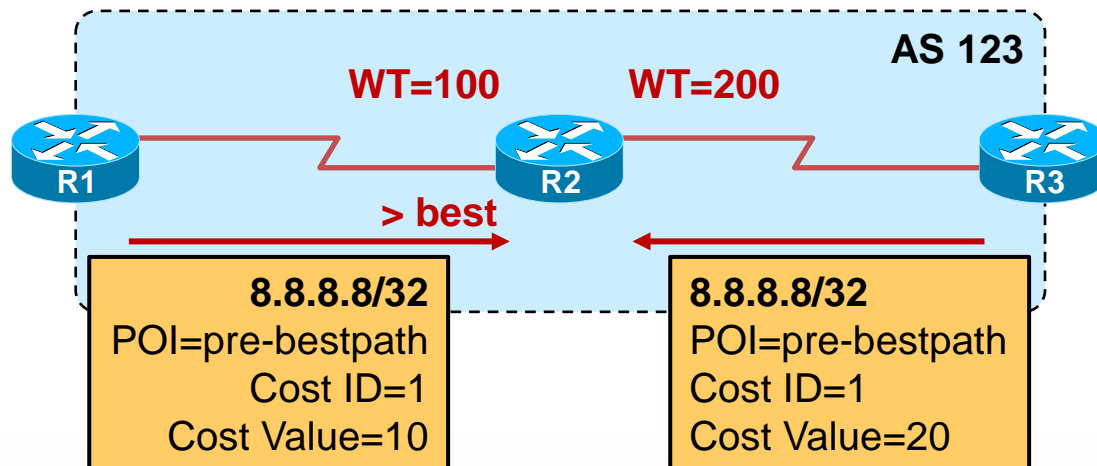 AS 123
WT=100
WT=200
R1
R2
R3
> best
8.8.8.8/32
POI=pre-bestpath
Cost ID=1
Cost Value=10
8.8.8.8/32
POI=pre-bestpath
Cost ID=1
Cost Value=20